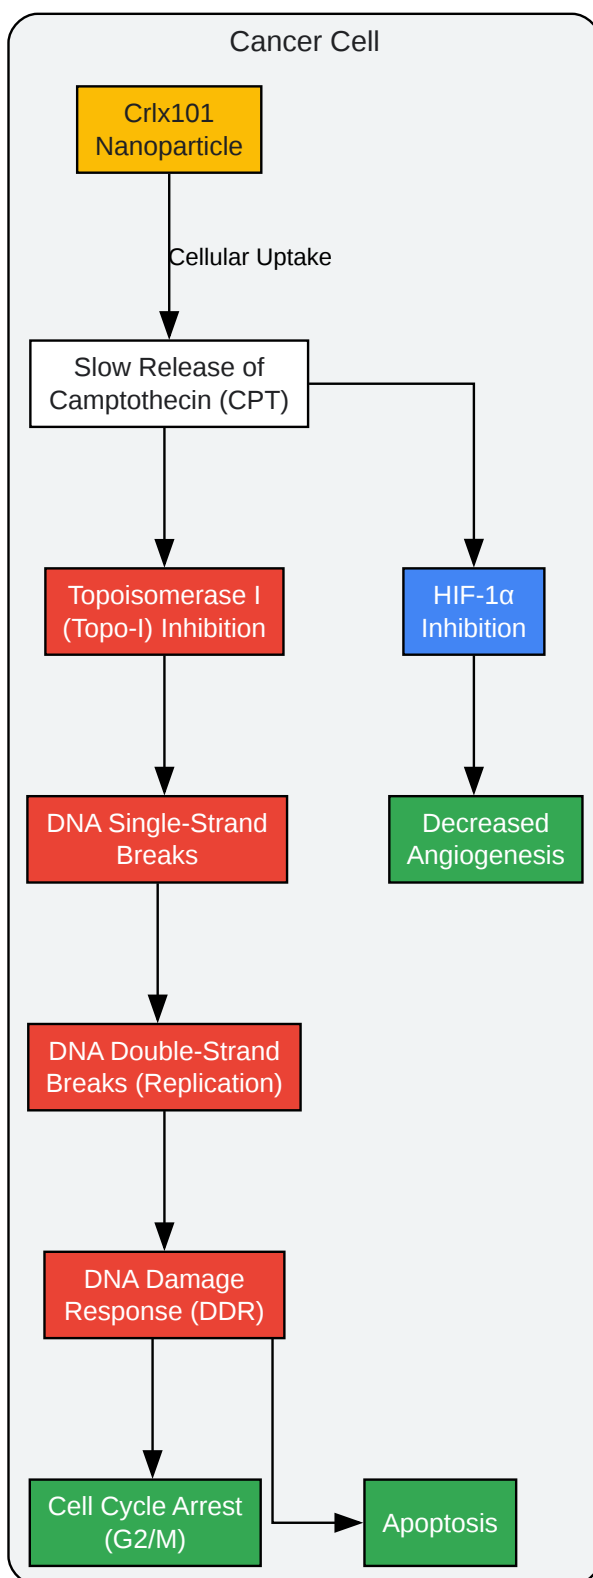 Cancer Cell
Crlx101
Nanoparticle
Cellular Uptake
Slow Release of
Camptothecin (CPT)
Topoisomerase I
(Topo-I) Inhibition
HIF-1α
Inhibition
DNA Single-Strand
Breaks
Decreased
Angiogenesis
DNA Double-Strand
Breaks (Replication)
DNA Damage
Response (DDR)
Cell Cycle Arrest
(G2/M)
Apoptosis